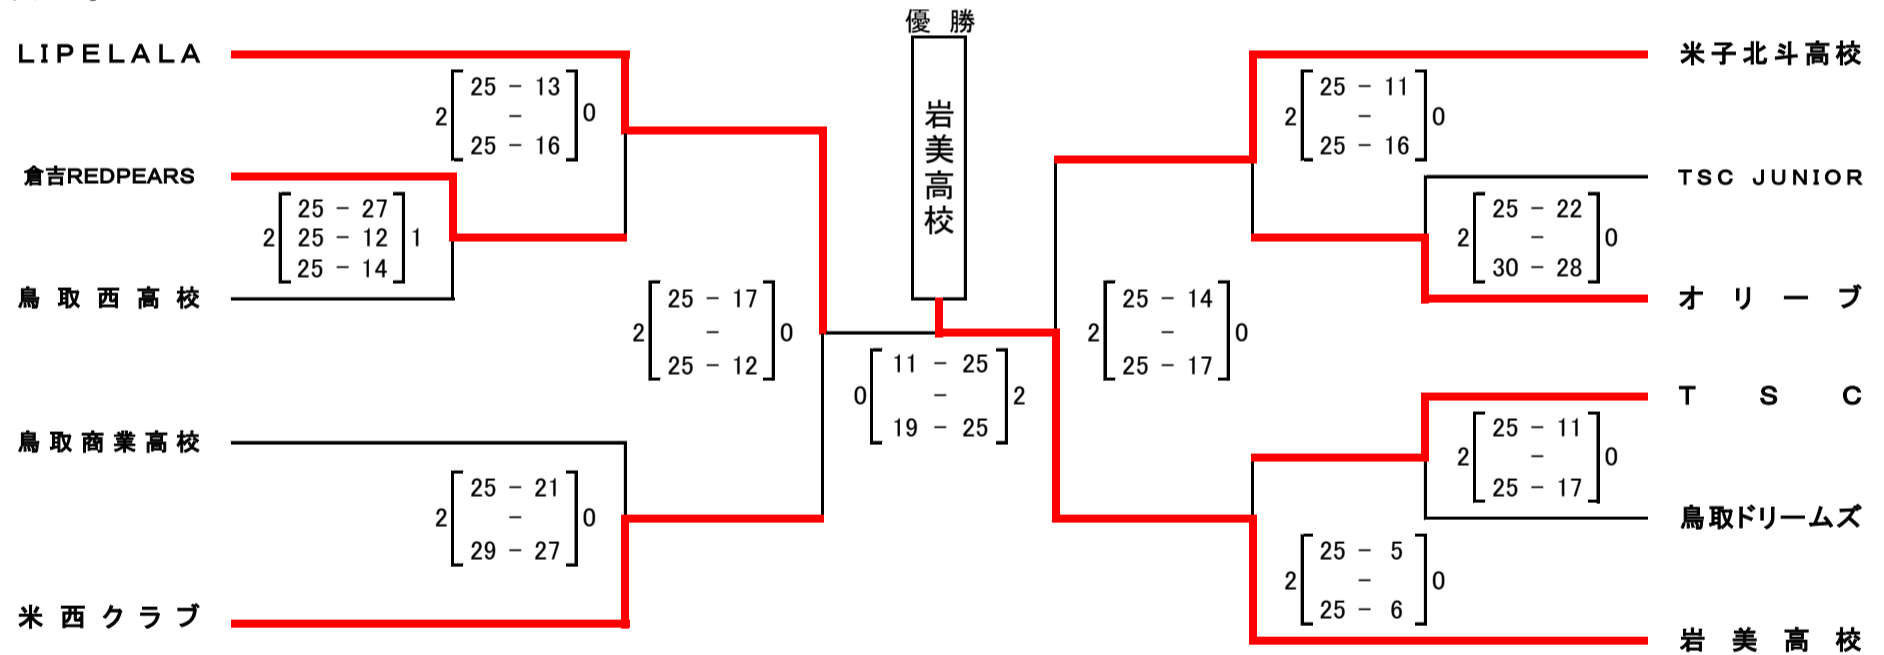 優 勝
岩美高校
LIPELALA
2 25 - 13 0
-
25 - 16
倉吉REDPEARS
2 25 - 27 1
25 - 12
25 - 14
鳥取西高校
2 25 - 17 0
-
25 - 12
鳥取商業高校
2 25 - 21 0
-
29 - 27
米西クラブ
0 11 - 25 2
-
19 - 25
米子北斗高校
2 25 - 11 0
-
25 - 16
TSC JUNIOR
2 25 - 22 0
-
30 - 28
オリーブ
2 25 - 14 0
-
25 - 17
TSC
2 25 - 11 0
-
25 - 17
鳥取ドリームズ
2 25 - 5 0
-
25 - 6
岩美高校